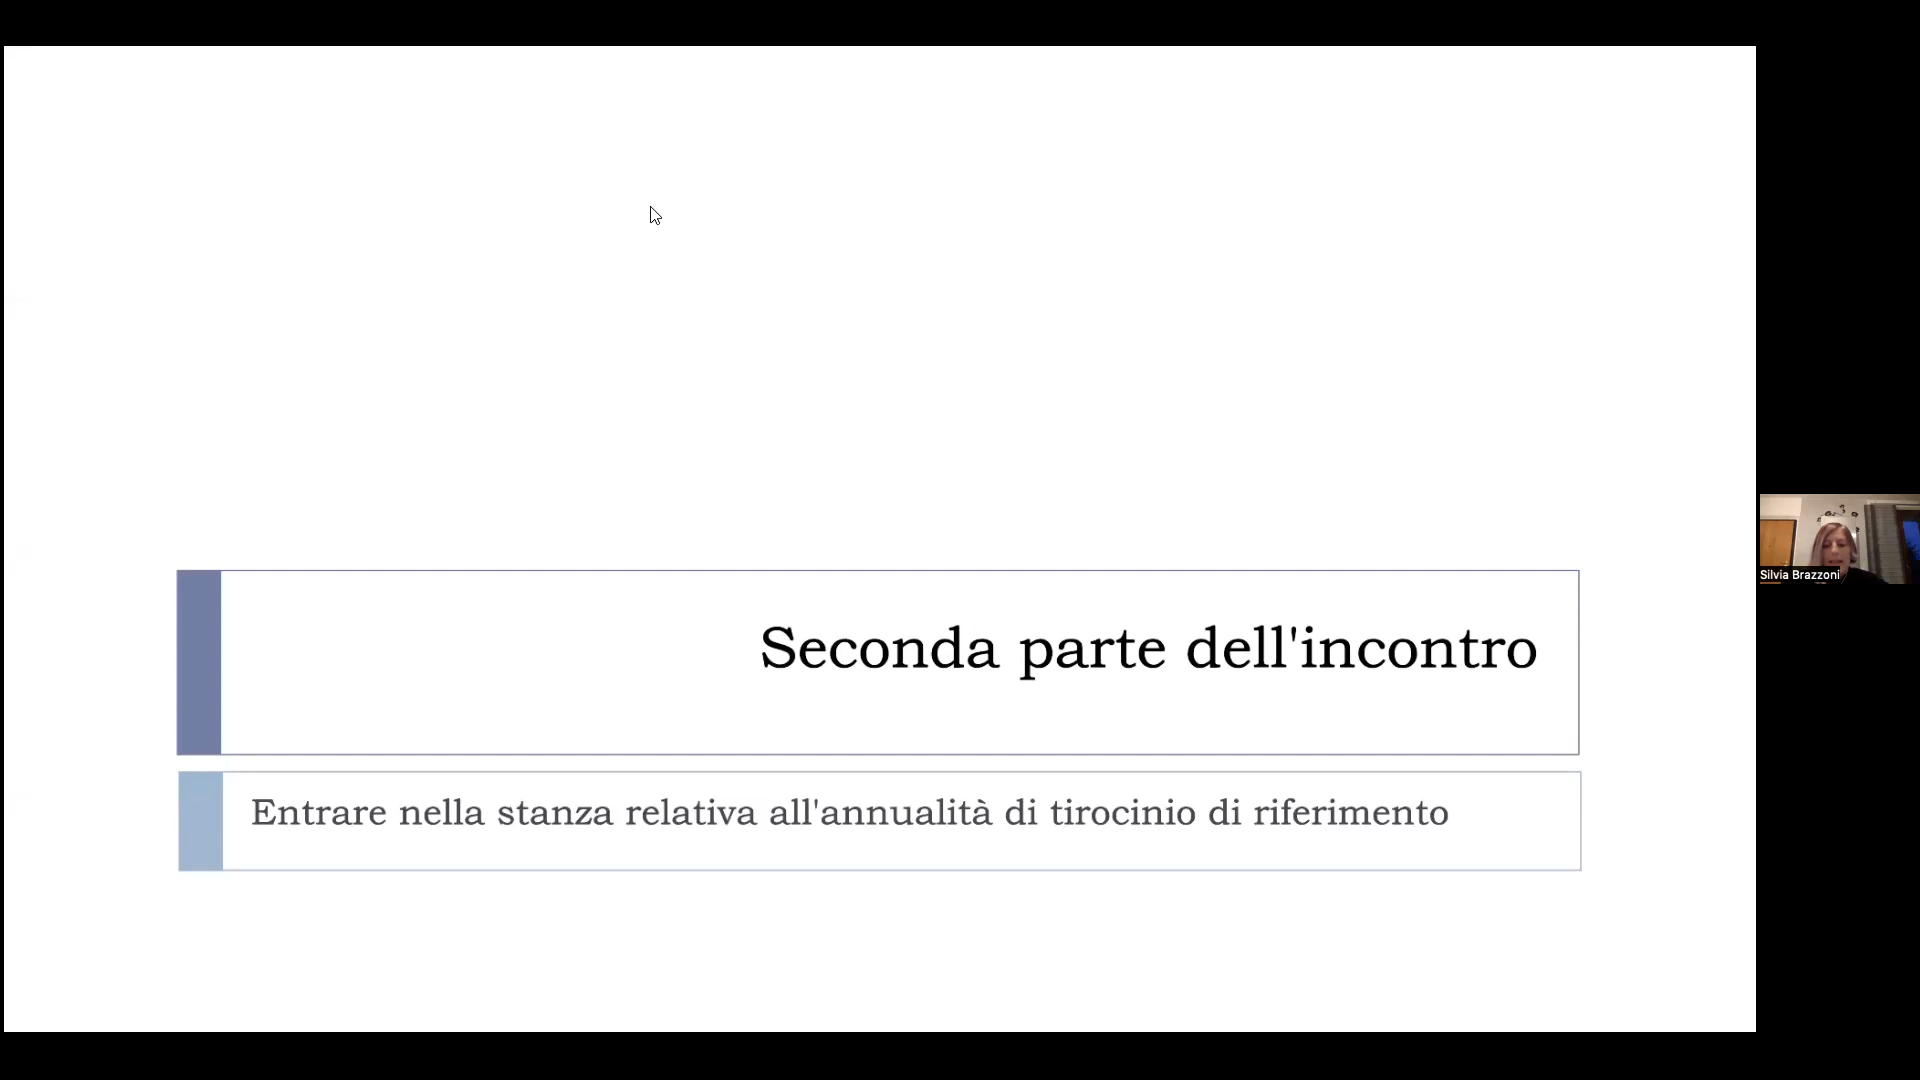 Seconda parte dell'incontro
Entrare nella stanza relativa all'annualità di tirocinio di riferimento
Silvia Brazzoni